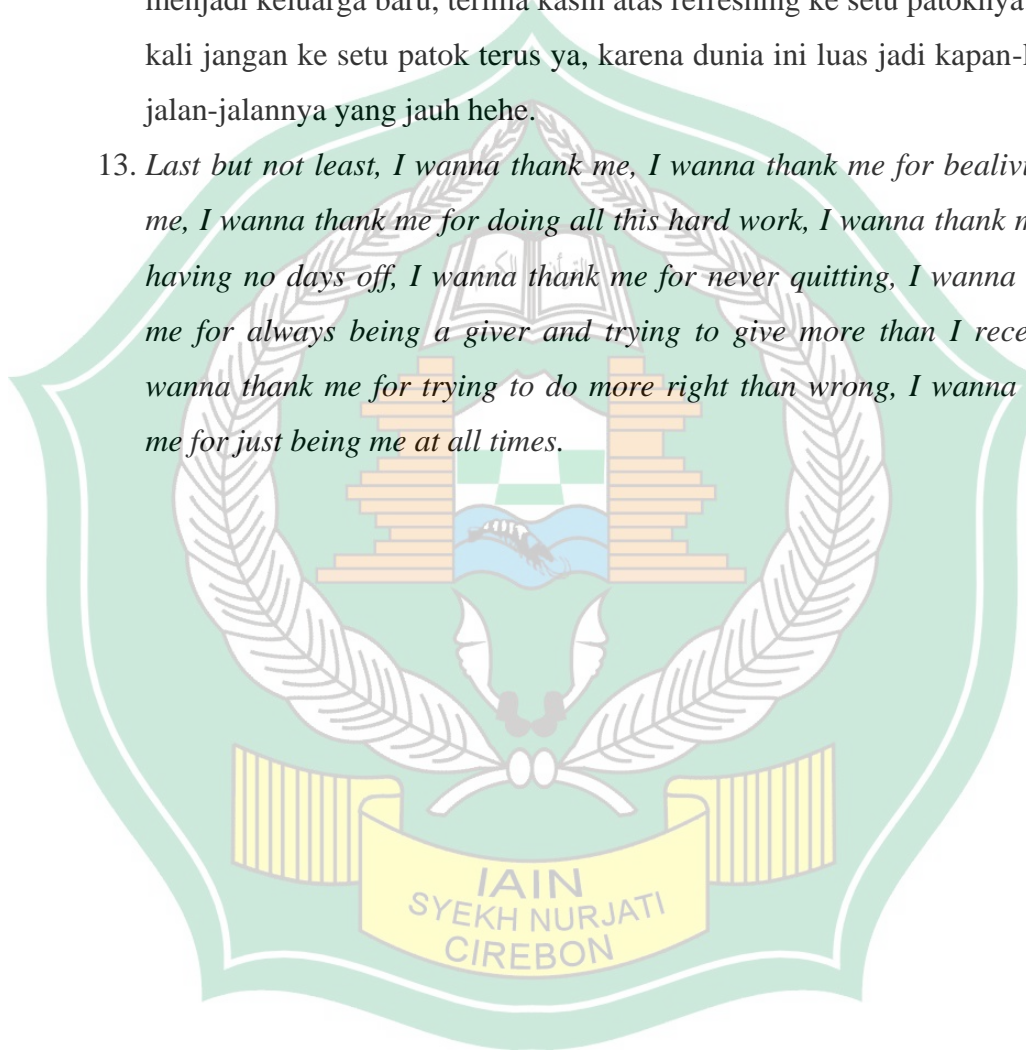 menjadi keluarga baru, terima kasih atas refreshing ke setu patoknya
kali jangan ke setu patok terus ya, karena dunia ini luas jadi kapan-
jalan-jalannya yang jauh hehe.
13. Last but not least, I wanna thank me, I wanna thank me for bealivi
me, I wanna thank me for doing all this hard work, I wanna thank
having no days off, I wanna thank me for never quitting, I wanna
me for always being a giver and trying to give more than I rece
wanna thank me for trying to do more right than wrong, I wanna
me for just being me at all times.
IAIN
SYEKH NURJATI
CIREBON